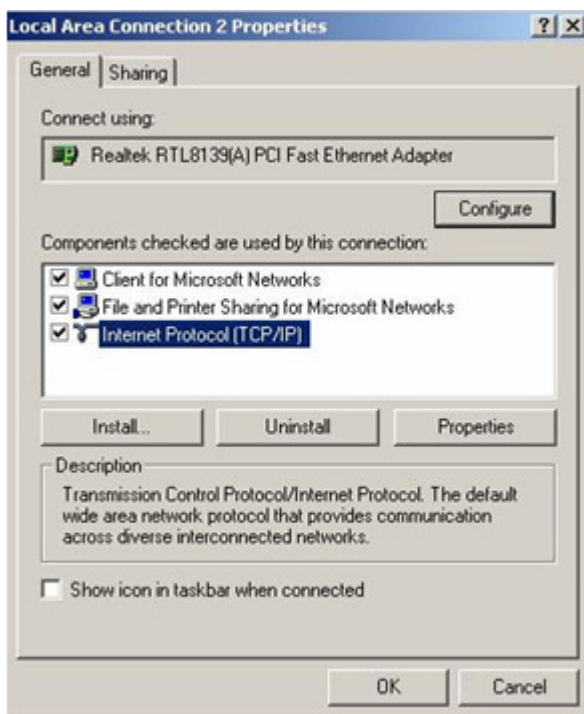 Local Area Connection 2 Properties
General
Sharing
Connect using:
Realtek RTL8139(A) PCI Fast Ethernet Adapter
Configure
Components checked are used by this connection:
Client for Microsoft Networks
File and Printer Sharing for Microsoft Networks
Internet Protocol (TCP/IP)
Install...
Uninstall
Properties
Description
Transmission Control Protocol/Internet Protocol. The default
wide area network protocol that provides communication
across diverse interconnected networks.
Show icon in taskbar when connected
OK
Cancel